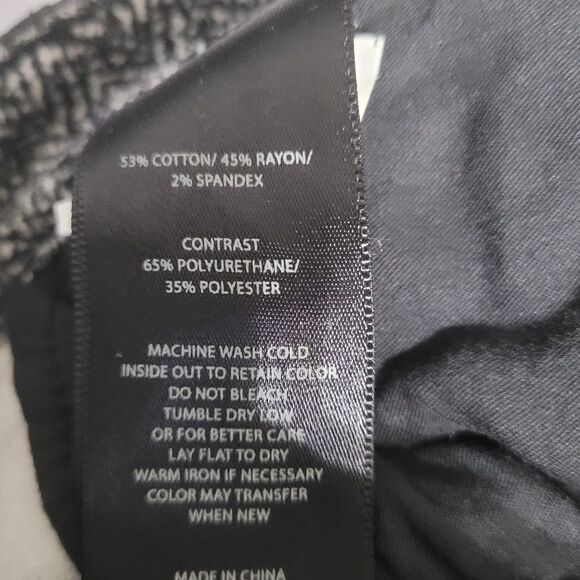 53% COTTON/ 45% RAYON/
2% SPANDEX
CONTRAST
65% POLYURETHANE/
35% POLYESTER
MACHINE WASH COLD
INSIDE OUT TO RETAIN COLOR
DO NOT BLEACH
TUMBLE DRY LOW
OR FOR BETTER CARE
LAY FLAT TO DRY
WARM IRON IF NECESSARY
COLOR MAY TRANSFER
WHEN NEW
MADE IN CHINA